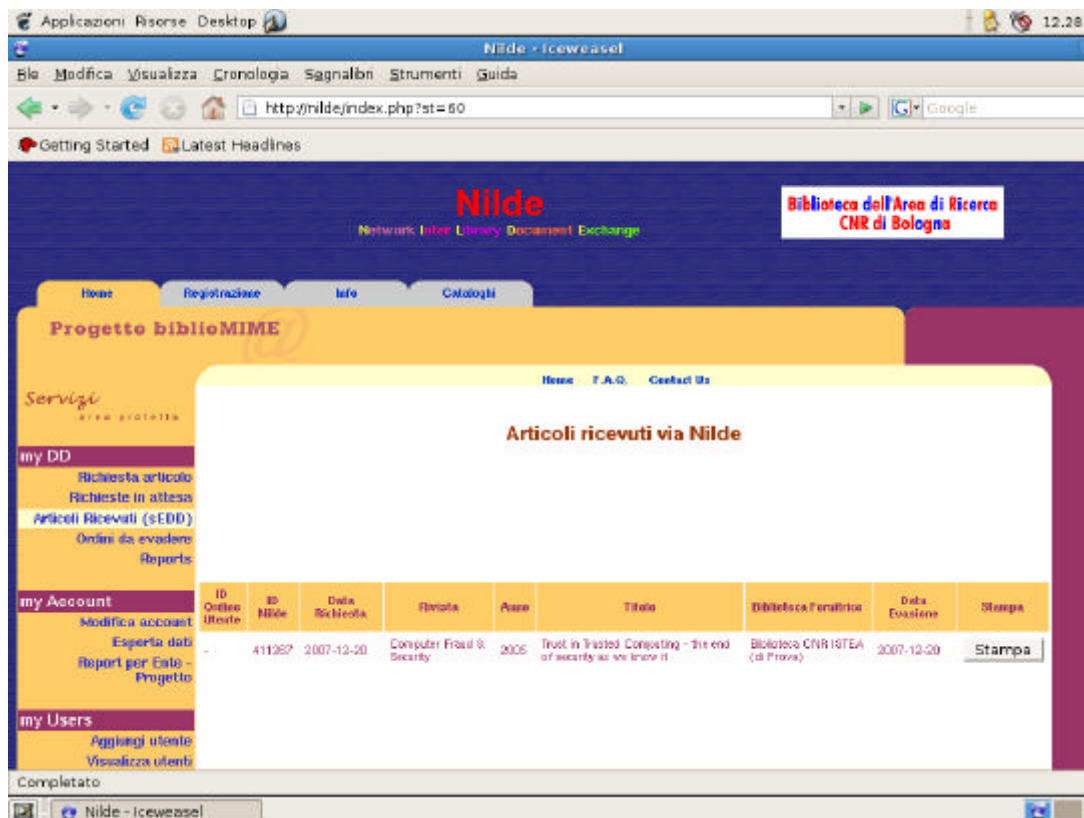 Applicazioni Risorse Desktop 12.28
Nilde - Iceweasel
File Modifica Visualizza Cronologia Segnalibri Strumenti Guida
http://nilde/index.php?st=60 Google
Getting Started Latest Headlines
Nilde
Network Inter Library Document Exchange
Biblioteca dell'Area di Ricerca
CNR di Bologna
Home Registrazione Info Cataloghi
Progetto biblioMIME
@
Home F.A.Q. Contact Us
Servizi
area protetta
Articoli ricevuti via Nilde
my DD
Richiesta articolo
Richieste in attesa
Articoli Ricevuti (sEDD)
Ordini da evadere
Reports
my Account
Modifica account
Esporta dati
Report per Ente -
Progetto
my Users
Aggiungi utente
Visualizza utenti
ID Ordine Utente ID Nilde Data Richiesta Rivista Anno Titolo Biblioteca Fornitrice Data Evasione Stampa
- 411267 2007-12-20 Computer Fraud & Security 2005 Trust in Trusted Computing - the end of security as we know it Biblioteca CNR ISTEA (di Prova) 2007-12-20 Stampa
Completato
Nilde - Iceweasel